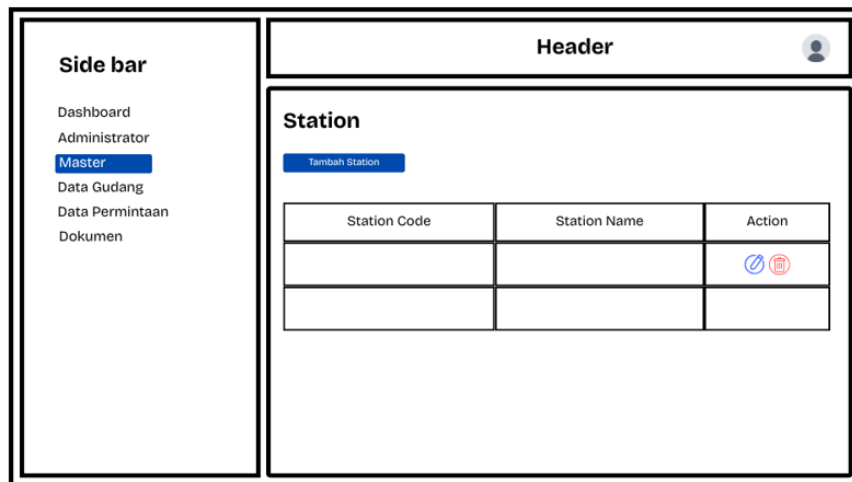 Side bar
Dashboard
Administrator
Master
Data Gudang
Data Permintaan
Dokumen
Header
Station
Tambah Station
Station Code Station Name Action